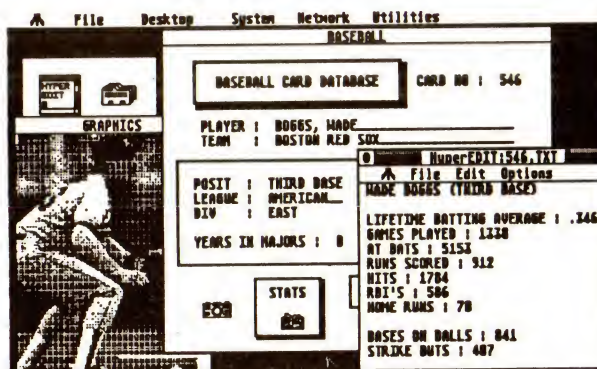 File Desktop System Network Utilities
BASEBALL
HYPER
BASEBALL CARD DATABASE CARD NO : 546
GRAPHICS
PLAYER : BOGGS, WADE
TEAM : BOSTON RED SOX
POSIT : THIRD BASE
LEAGUE : AMERICAN
DIV : EAST
YEARS IN MAJORS : 8
STATS
HyperEDIT:546.TXT
File Edit Options
WADE BOGGS (THIRD BASE)
LIFETIME BATTING AVERAGE : .346
GAMES PLAYED : 1338
AT BATS : 5153
RUNS SCORED : 912
HITS : 1784
RBI'S : 586
HOME RUNS : 78
BASES ON BALLS : 841
STRIKE OUTS : 407